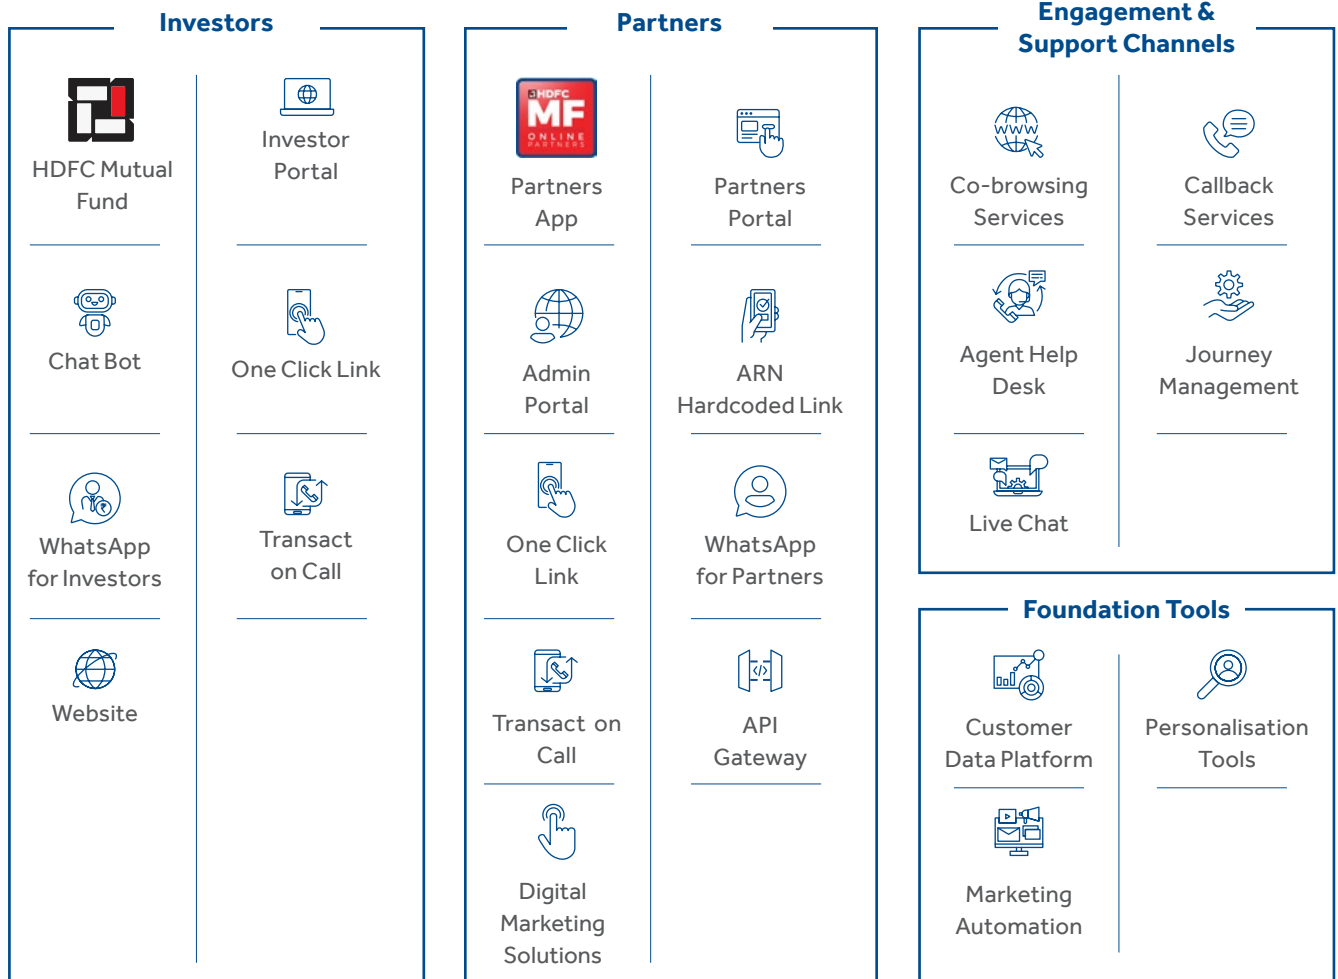 Investors
HDFC Mutual
Fund
Investor
Portal
Chat Bot
One Click Link
WhatsApp
for Investors
Transact
on Call
Website
Partners
HDFC
MF
ONLINE
PARTNERS
Partners
App
Partners
Portal
Admin
Portal
ARN
Hardcoded Link
One Click
Link
WhatsApp
for Partners
Transact on
Call
API
Gateway
Digital
Marketing
Solutions
Engagement &
Support Channels
www
Co-browsing
Services
Callback
Services
Agent Help
Desk
Journey
Management
Live Chat
Foundation Tools
Customer
Data Platform
Personalisation
Tools
Marketing
Automation